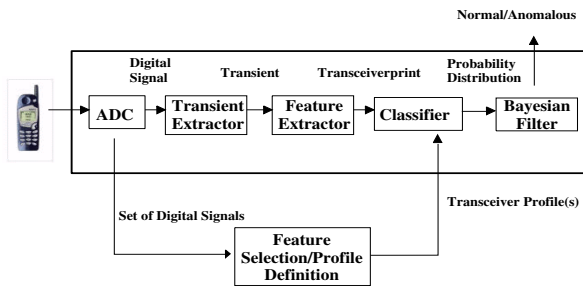 Normal/Anomalous
Digital
Signal
Transient
Transceiverprint
Probability
Distribution
ADC
Transient
Extractor
Feature
Extractor
Classifier
Bayesian
Filter
Set of Digital Signals
Transceiver Profile(s)
Feature
Selection/Profile
Definition